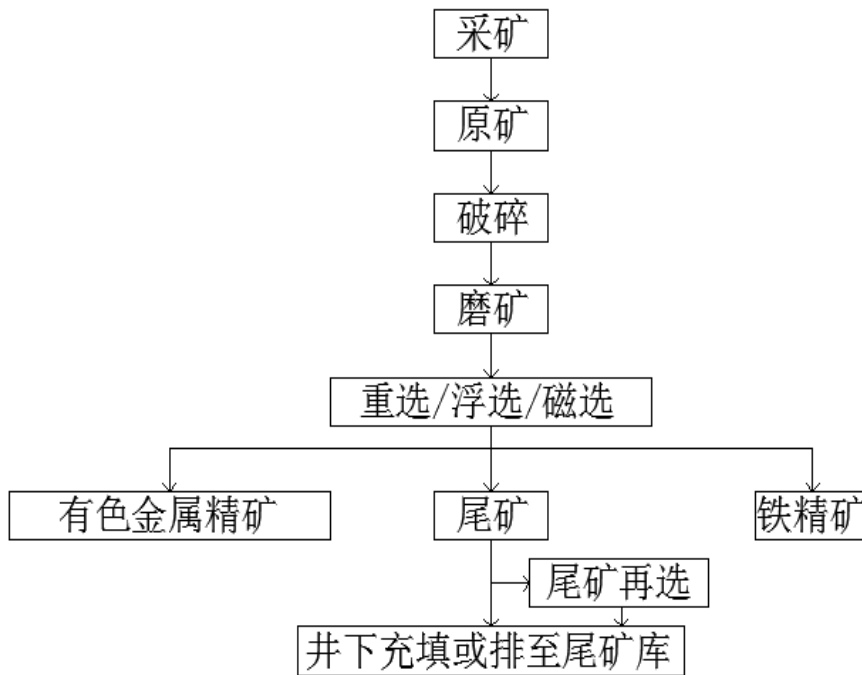 采矿
原矿
破碎
磨矿
重选/浮选/磁选
有色金属精矿
尾矿
铁精矿
尾矿再选
井下充填或排至尾矿库